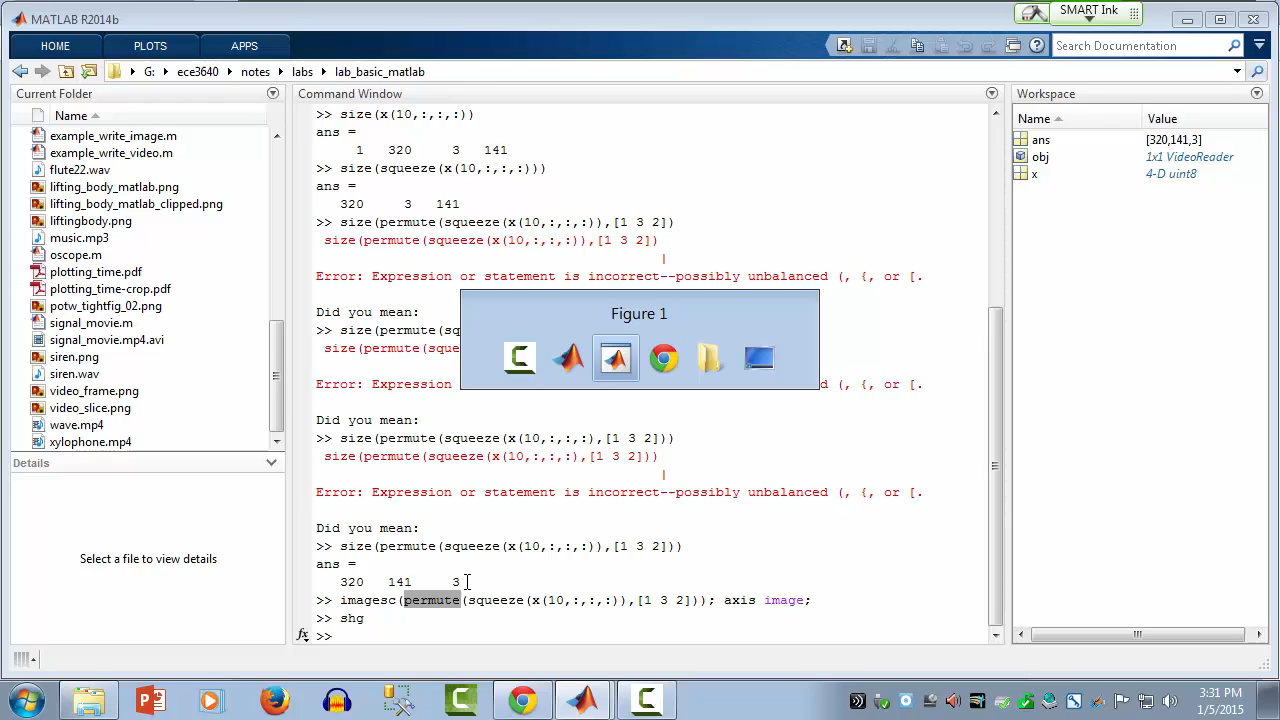 MATLAB R2014b
SMART Ink
HOME
PLOTS
APPS
Search Documentation
G:
ece3640
notes
labs
lab_basic_matlab
Current Folder
Name
example_write_image.m
example_write_video.m
flute22.wav
lifting_body_matlab.png
lifting_body_matlab_clipped.png
liftingbody.png
music.mp3
oscope.m
plotting_time.pdf
plotting_time-crop.pdf
potw_tightfig_02.png
signal_movie.m
signal_movie.mp4.avi
siren.png
siren.wav
video_frame.png
video_slice.png
wave.mp4
xylophone.mp4
Details
Select a file to view details
Command Window
>> size(x(10,:,:,:))
ans =
1 320 3 141
>> size(squeeze(x(10,:,:,:)))
ans =
320 3 141
>> size(permute(squeeze(x(10,:,:,:)),[1 3 2])
size(permute(squeeze(x(10,:,:,:)),[1 3 2])
|
Error: Expression or statement is incorrect--possibly unbalanced (, {, or [.
Did you mean:
>> size(permute(sq
size(permute(sq
Error: Expression or s
d (, {, or [.
Did you mean:
>> size(permute(squeeze(x(10,:,:,:),[1 3 2]))
size(permute(squeeze(x(10,:,:,:),[1 3 2]))
|
Error: Expression or statement is incorrect--possibly unbalanced (, {, or [.
Did you mean:
>> size(permute(squeeze(x(10,:,:,:)),[1 3 2]))
ans =
320 141 3
>> imagesc(permute(squeeze(x(10,:,:,:)),[1 3 2])); axis image;
>> shg
fx >>
Figure 1
Workspace
Name Value
ans [320,141,3]
obj 1x1 VideoReader
x 4-D uint8
3:31 PM
1/5/2015